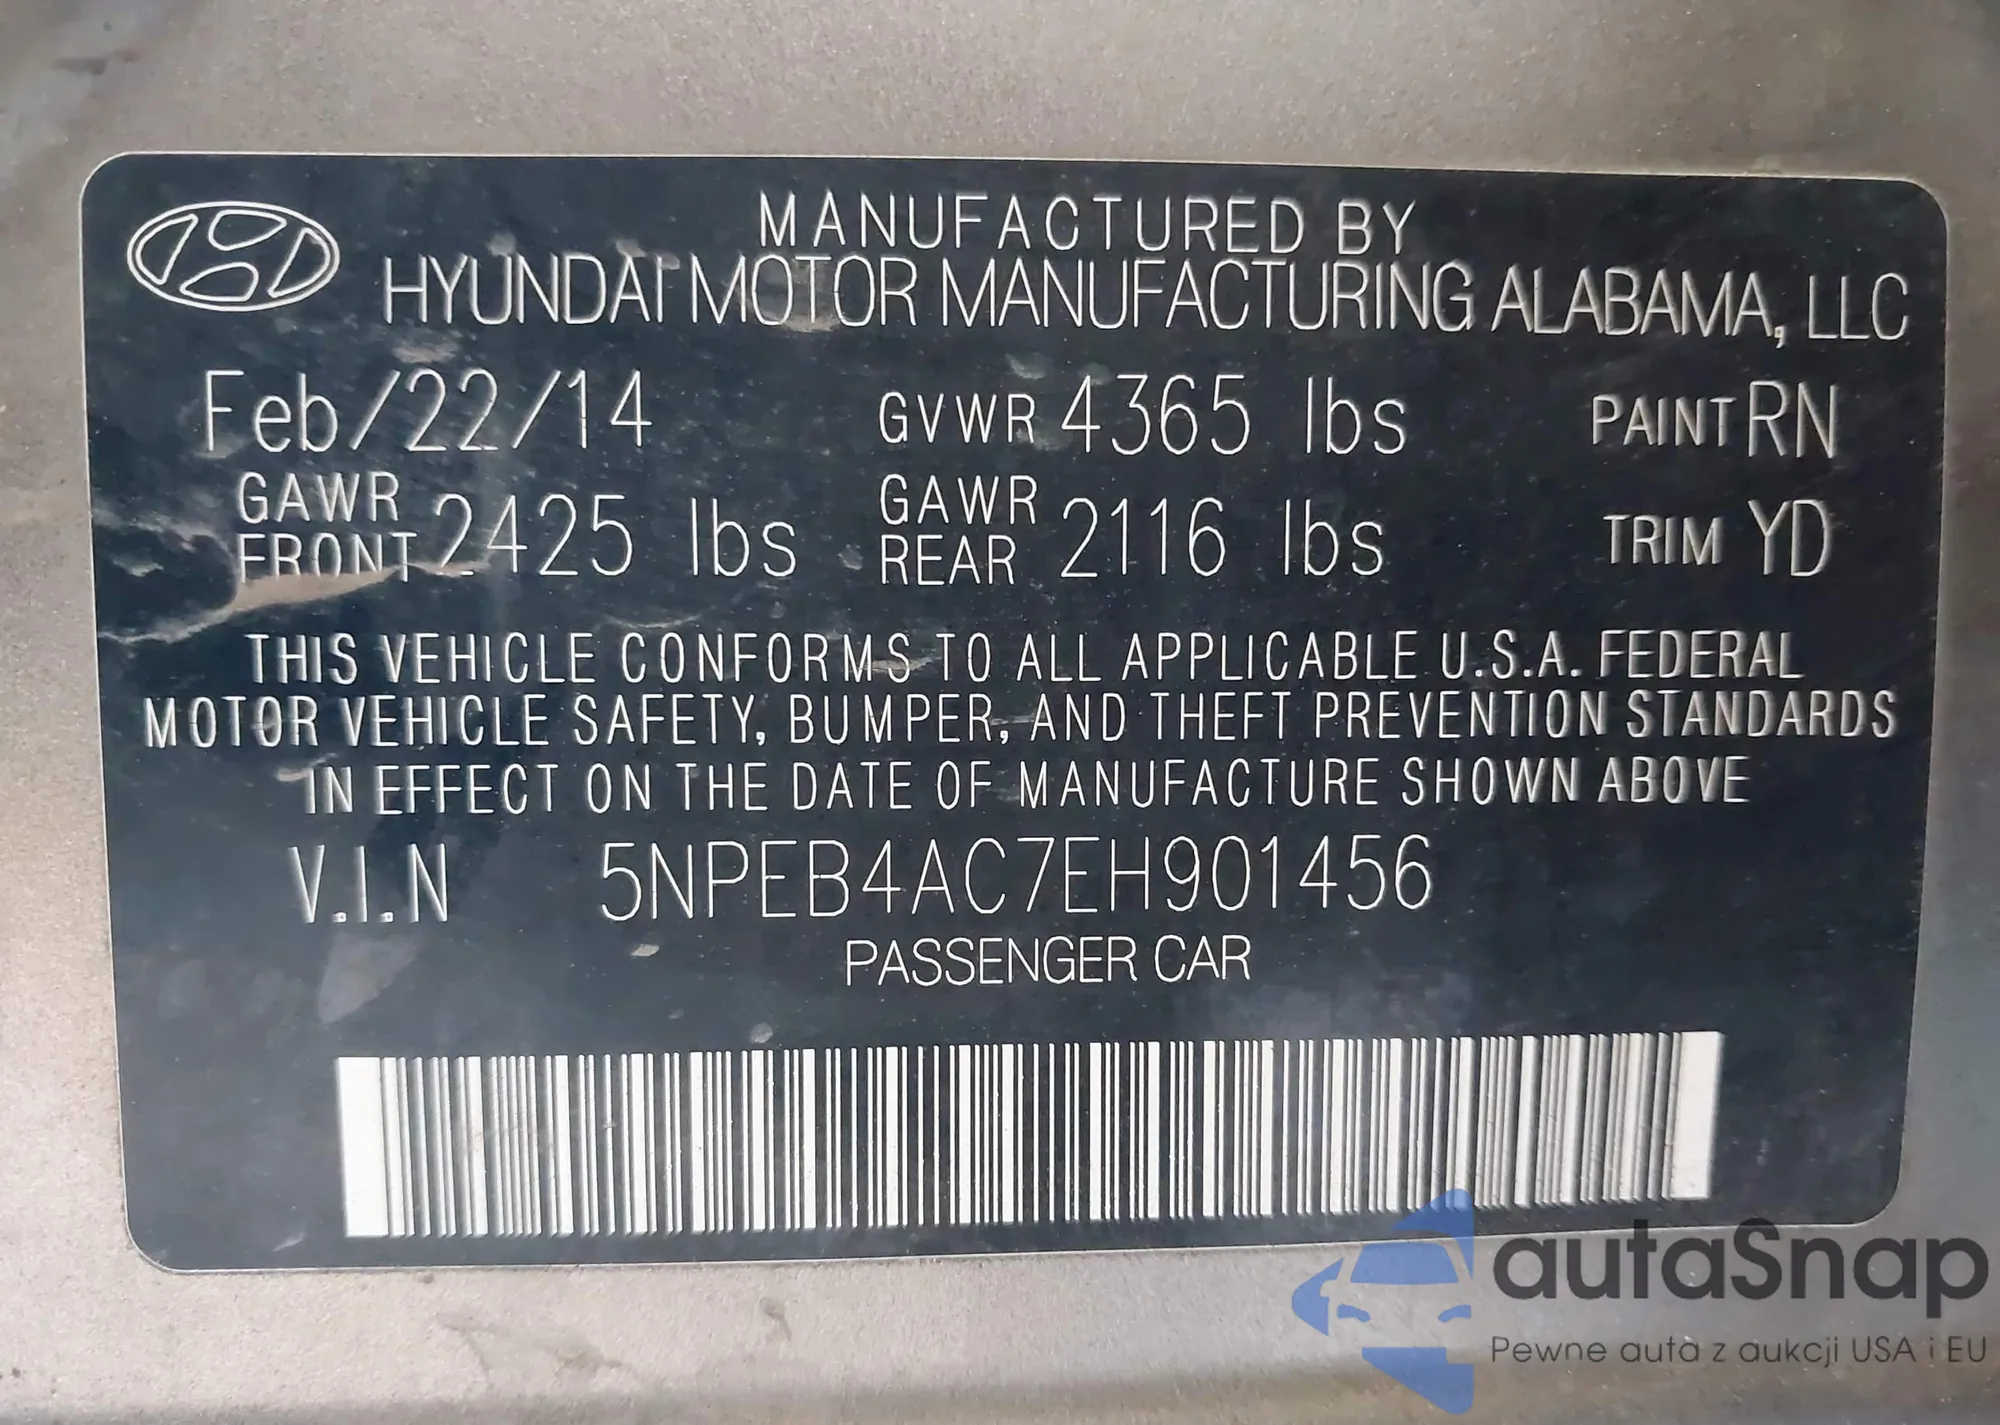 MANUFACTURED BY
HYUNDAI MOTOR MANUFACTURING ALABAMA, LLC
Feb/22/14 GVWR 4365 lbs PAINT RN
GAWR FRONT 2425 lbs GAWR REAR 2116 lbs TRIM YD
THIS VEHICLE CONFORMS TO ALL APPLICABLE U.S.A. FEDERAL
MOTOR VEHICLE SAFETY, BUMPER, AND THEFT PREVENTION STANDARDS
IN EFFECT ON THE DATE OF MANUFACTURE SHOWN ABOVE
V.I.N 5NPEB4AC7EH901456
PASSENGER CAR
autaSnap
Pewne auta z aukcji USA i EU